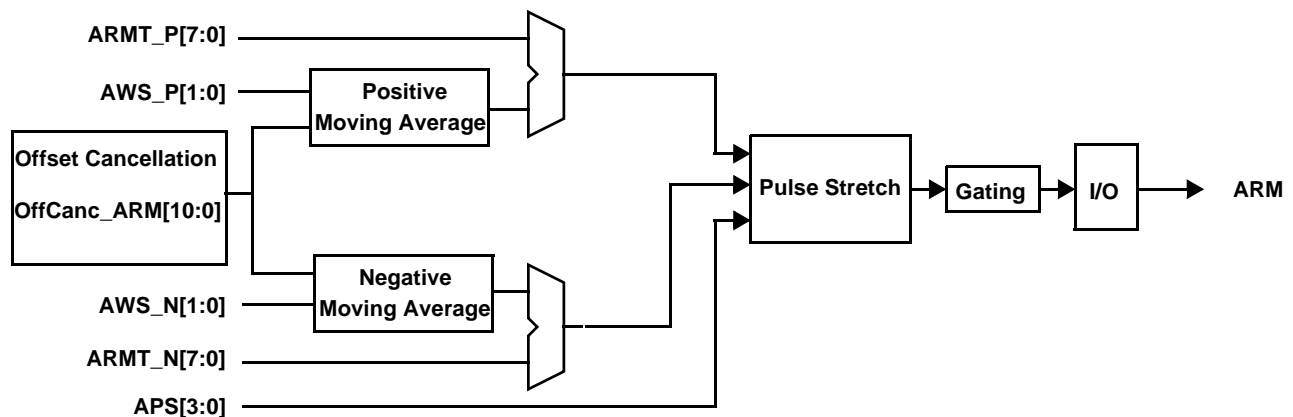 ARMT_P[7:0]
AWS_P[1:0]
Positive
Moving Average
Offset Cancellation
OffCanc_ARM[10:0]
Pulse Stretch
Gating
I/O
ARM
Negative
Moving Average
AWS_N[1:0]
ARMT_N[7:0]
APS[3:0]